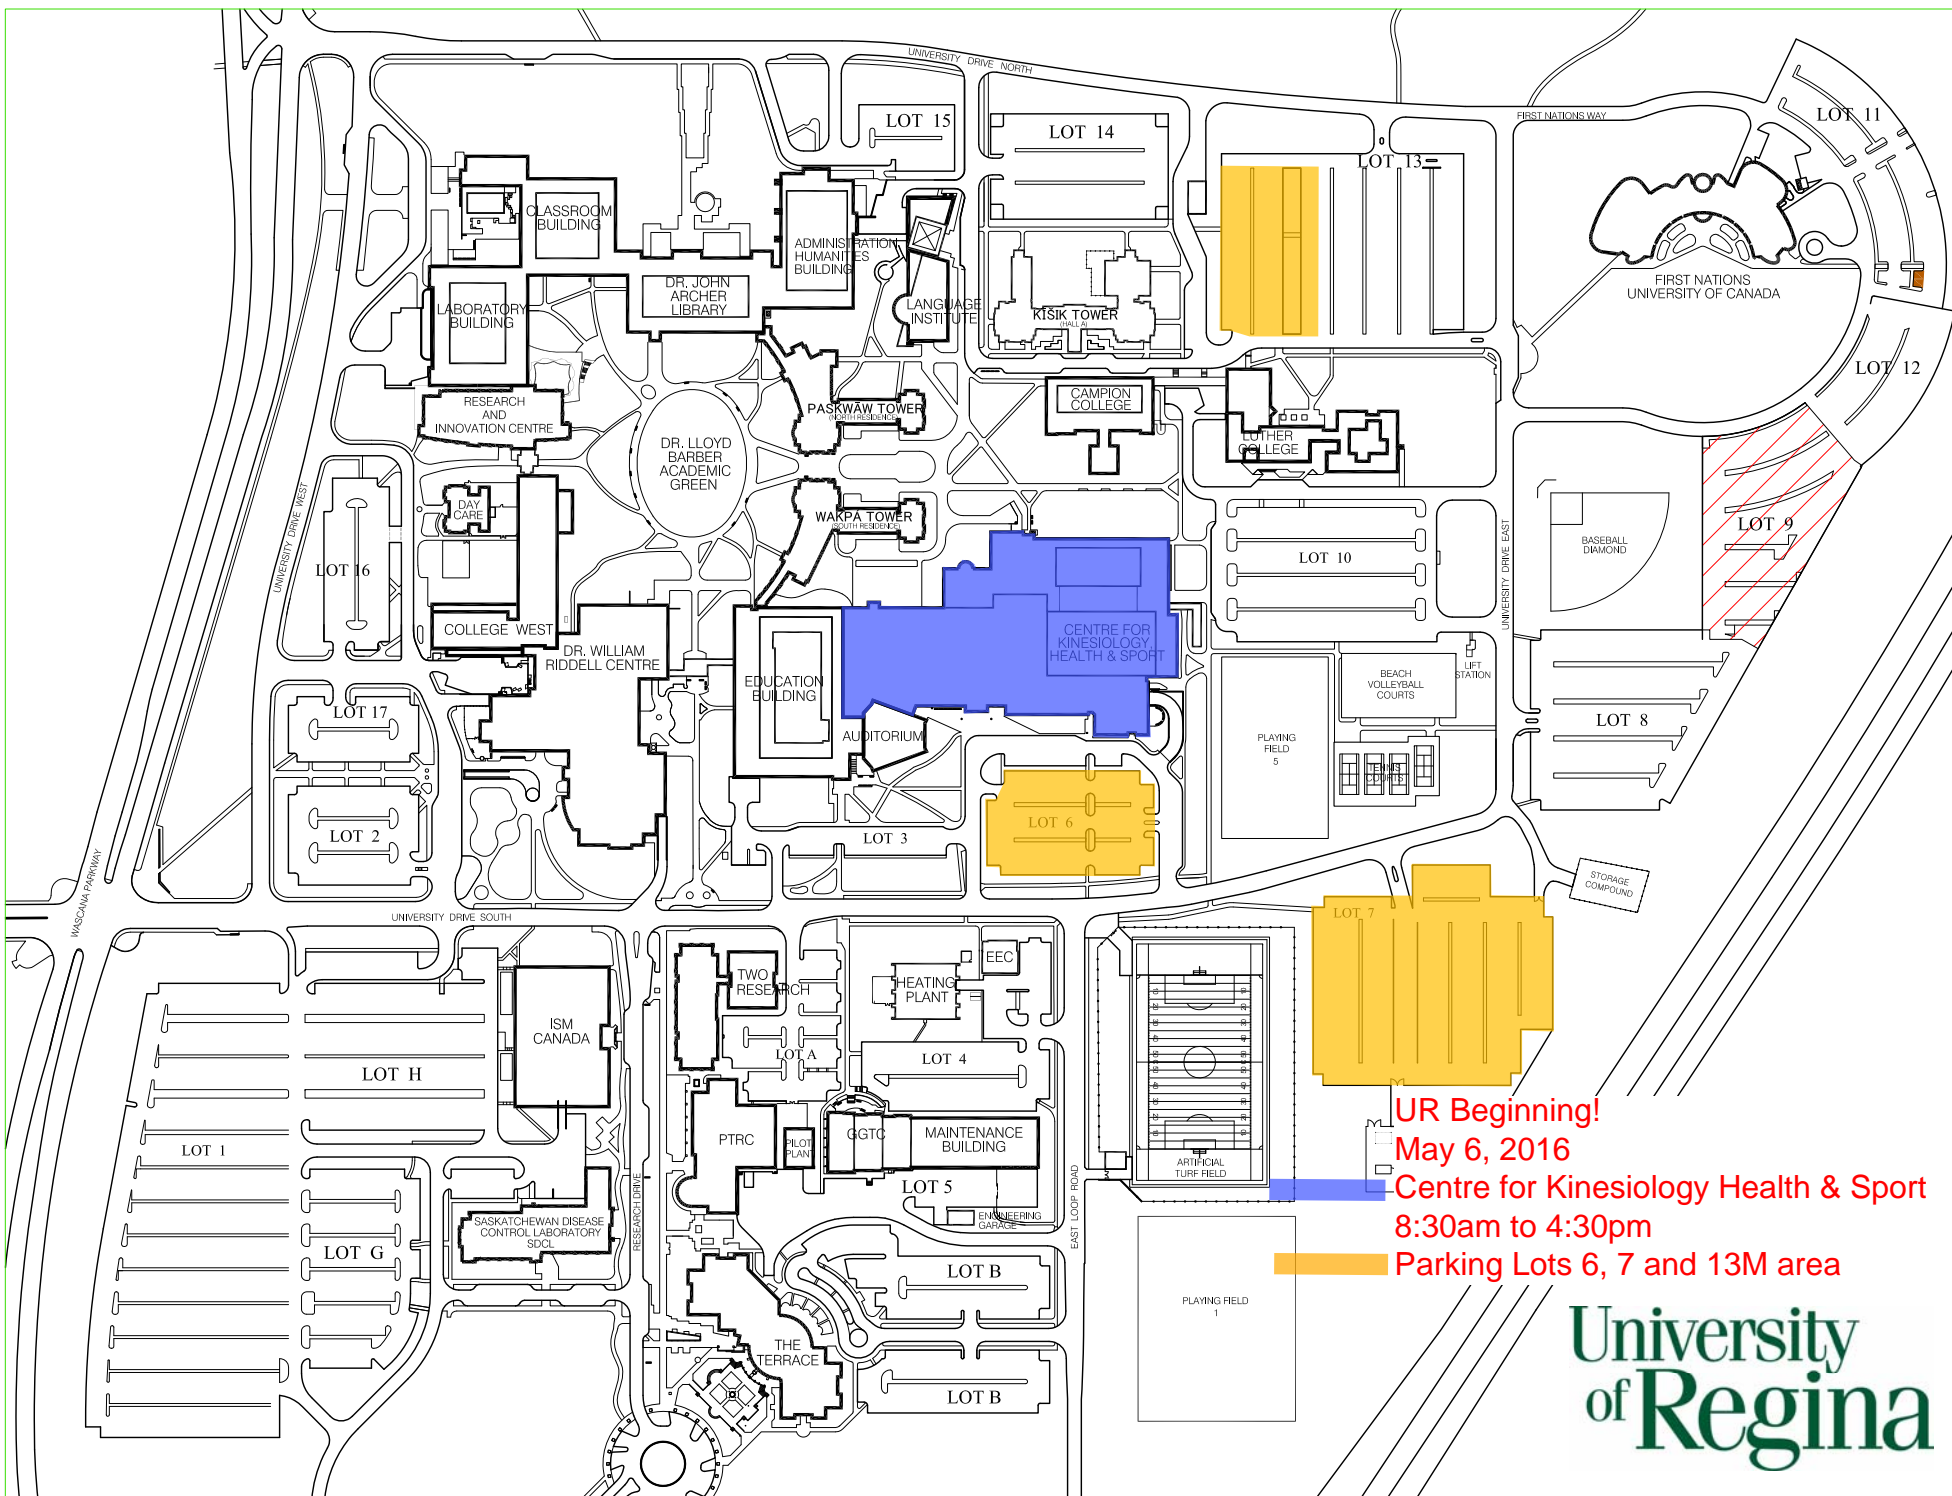 UNIVERSITY DRIVE NORTH
FIRST NATIONS WAY
LOT 11
LOT 15
LOT 14
LOT 13
CLASSROOM
BUILDING
ADMINISTRATION
HUMANITIES
BUILDING
DR. JOHN
ARCHER
LIBRARY
LABORATORY
BUILDING
LANGUAGE
INSTITUTE
KĪSIK TOWER
(HALL A)
FIRST NATIONS
UNIVERSITY OF CANADA
LOT 12
RESEARCH
AND
INNOVATION CENTRE
PASKWĀW TOWER
(NORTH RESIDENCE)
CAMPION
COLLEGE
LUTHER
COLLEGE
DR. LLOYD
BARBER
ACADEMIC
GREEN
DAY
CARE
WAKPÁ TOWER
(SOUTH RESIDENCE)
UNIVERSITY DRIVE WEST
LOT 16
LOT 10
UNIVERSITY DRIVE EAST
BASEBALL
DIAMOND
LOT 9
COLLEGE WEST
DR. WILLIAM
RIDDELL CENTRE
CENTRE FOR
KINESIOLOGY,
HEALTH & SPORT
EDUCATION
BUILDING
LIFT
STATION
BEACH
VOLLEYBALL
COURTS
LOT 17
AUDITORIUM
PLAYING
FIELD
5
TENNIS
COURTS
LOT 8
LOT 2
LOT 3
LOT 6
WASCANA PARKWAY
UNIVERSITY DRIVE SOUTH
STORAGE
COMPOUND
LOT 7
TWO
RESEARCH
HEATING
PLANT
EEC
ISM
CANADA
LOT A
LOT 4
LOT H
LOT 1
PTRC
PILOT
PLANT
GGTC
MAINTENANCE
BUILDING
ARTIFICIAL
TURF FIELD
LOT 5
ENGINEERING
GARAGE
EAST LOOP ROAD
RESEARCH DRIVE
SASKATCHEWAN DISEASE
CONTROL LABORATORY
SDCL
LOT G
LOT B
PLAYING FIELD
1
THE
TERRACE
LOT B
UR Beginning!
May 6, 2016
Centre for Kinesiology Health & Sport
8:30am to 4:30pm
Parking Lots 6, 7 and 13M area
University
of Regina